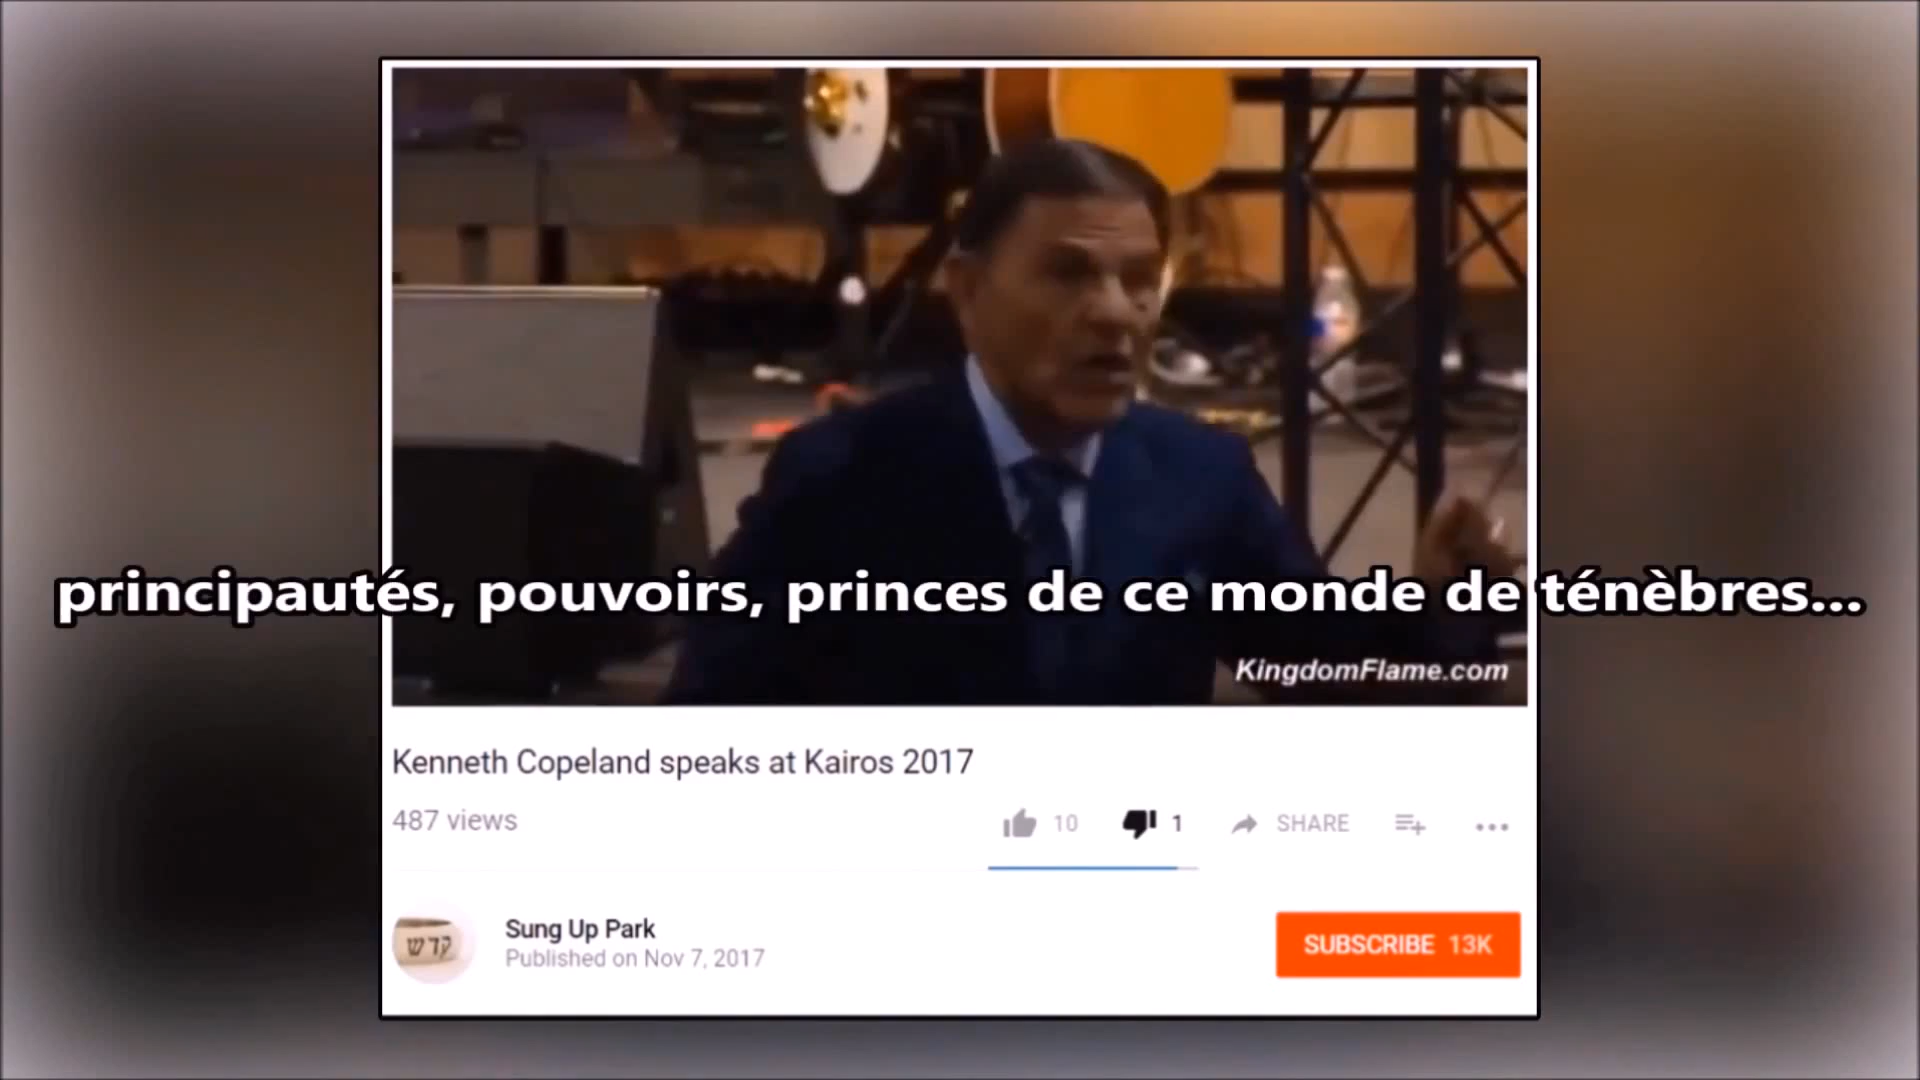 principautés, pouvoirs, princes de ce monde de ténèbres...
KingdomFlame.com
Kenneth Copeland speaks at Kairos 2017
487 views
10 1 SHARE
קדש
Sung Up Park
Published on Nov 7, 2017
SUBSCRIBE 13K